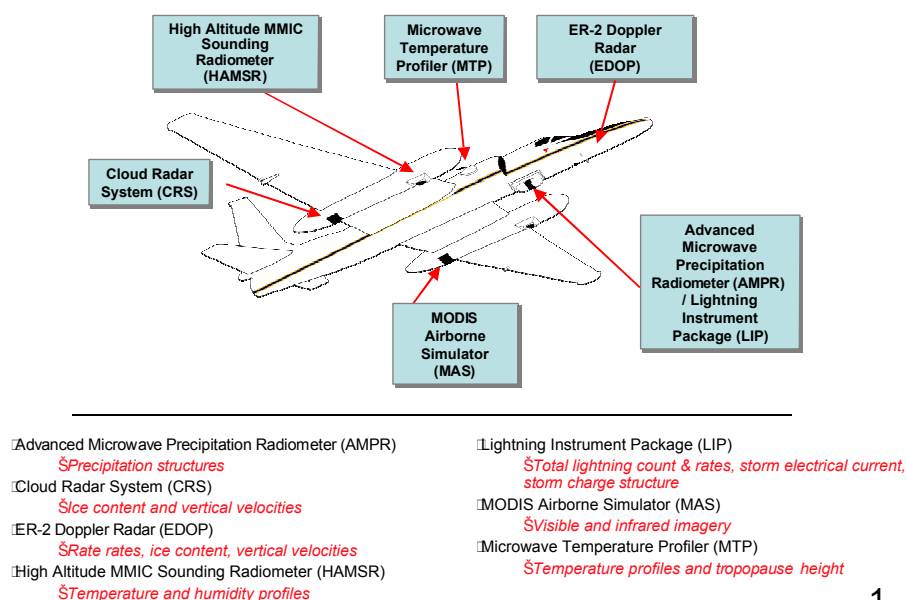 High Altitude MMIC
Sounding
Radiometer
(HAMSR)
Microwave
Temperature
Profiler (MTP)
ER-2 Doppler
Radar
(EDOP)
Cloud Radar
System (CRS)
Advanced
Microwave
Precipitation
Radiometer (AMPR)
/ Lightning
Instrument
Package (LIP)
MODIS
Airborne
Simulator
(MAS)
Advanced Microwave Precipitation Radiometer (AMPR)
ŠPrecipitation structures
Cloud Radar System (CRS)
ŠIce content and vertical velocities
ER-2 Doppler Radar (EDOP)
ŠRate rates, ice content, vertical velocities
High Altitude MMIC Sounding Radiometer (HAMSR)
ŠTemperature and humidity profiles
Lightning Instrument Package (LIP)
ŠTotal lightning count & rates, storm electrical current,
storm charge structure
MODIS Airborne Simulator (MAS)
ŠVisible and infrared imagery
Microwave Temperature Profiler (MTP)
ŠTemperature profiles and tropopause height
1